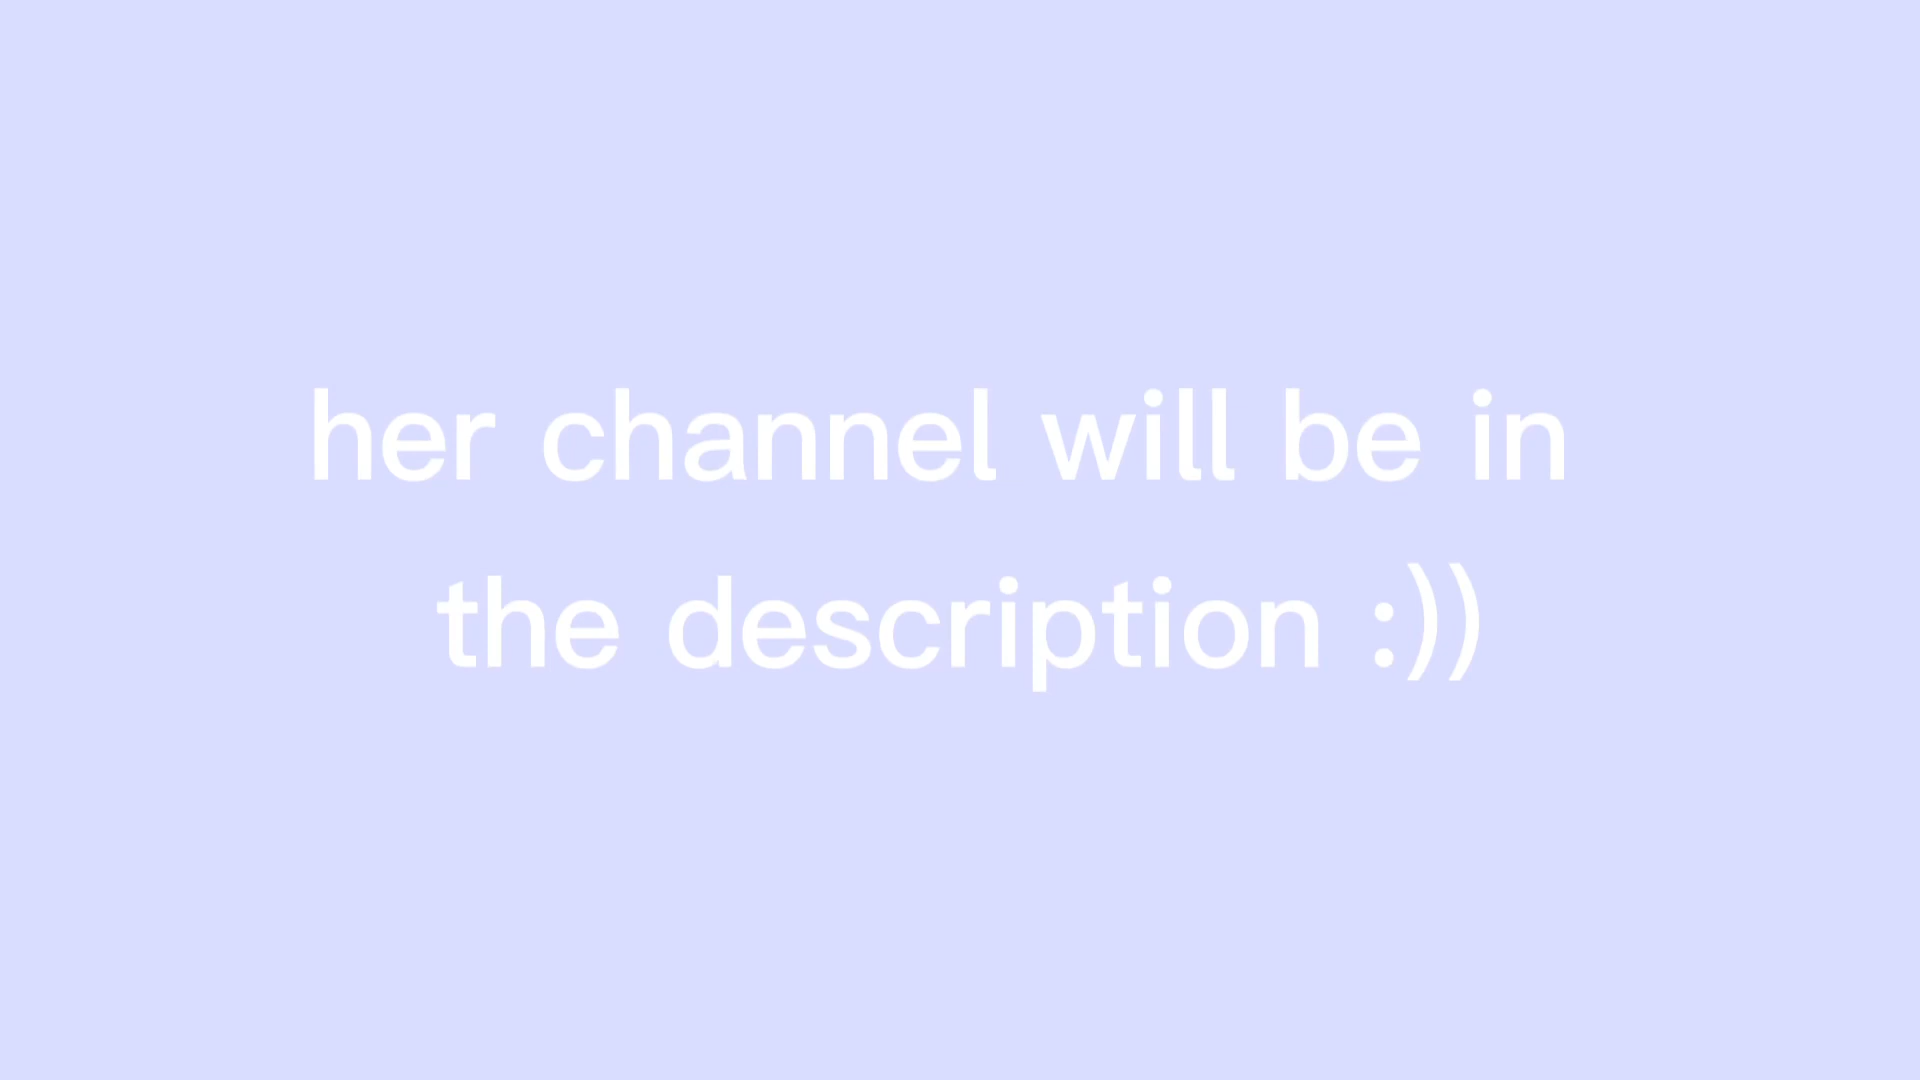 her channel will be in
the description :))